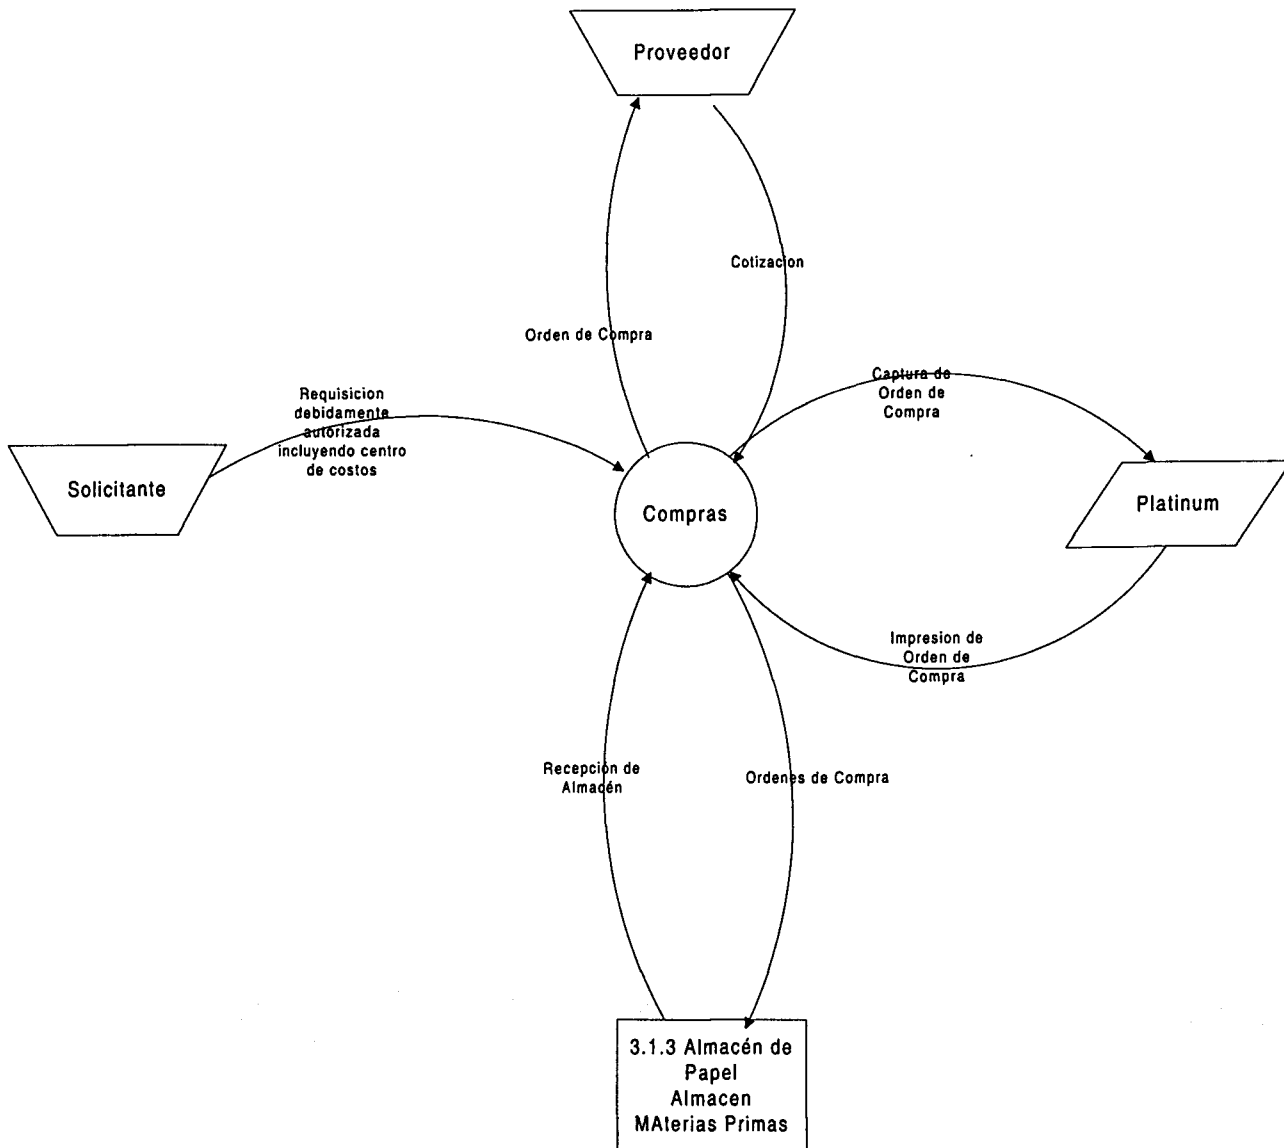 Proveedor
Cotizacion
Orden de Compra
Captura de
Orden de
Compra
Requisicion
debidamente
autorizada
incluyendo centro
de costos
Solicitante
Compras
Platinum
Impresion de
Orden de
Compra
Recepción de
Almacén
Ordenes de Compra
3.1.3 Almacén de
Papel
Almacen
MAterias Primas